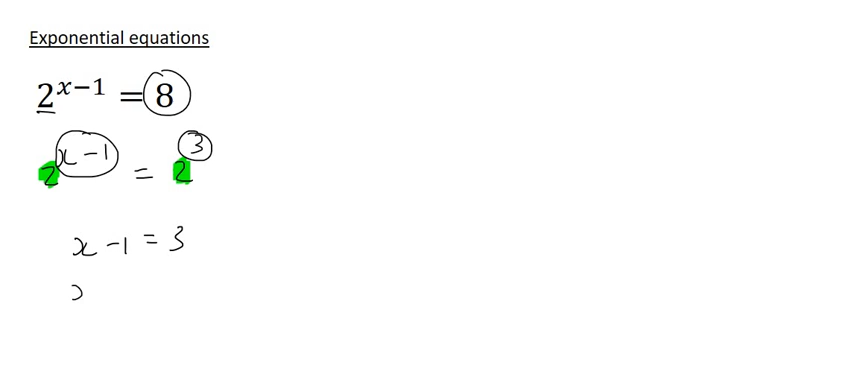 Exponential equations
2^{x−1} = 8
2^{x−1} = 2^3
x − 1 = 3